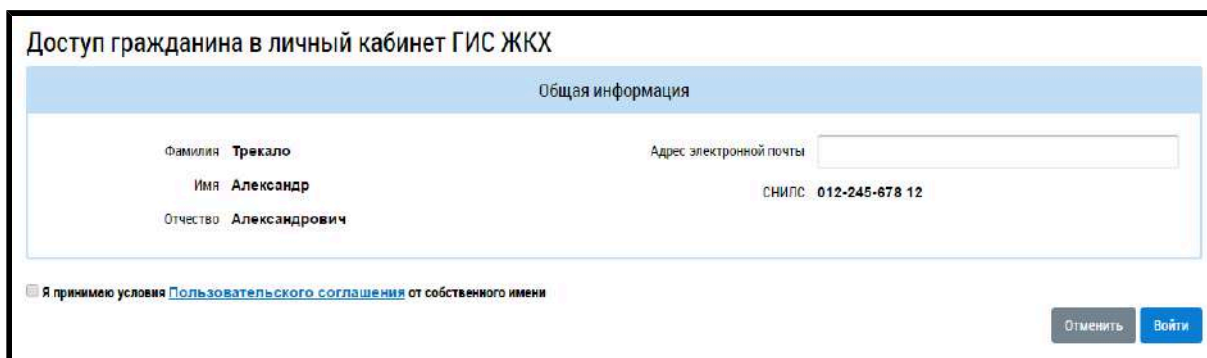 Доступ гражданина в личный кабинет ГИС ЖКХ
Общая информация
Фамилия Трекало
Адрес электронной почты
Имя Александр
СНИЛС 012-245-678 12
Отчество Александрович
Я принимаю условия Пользовательского соглашения от собственного имени
Отменить
Войти